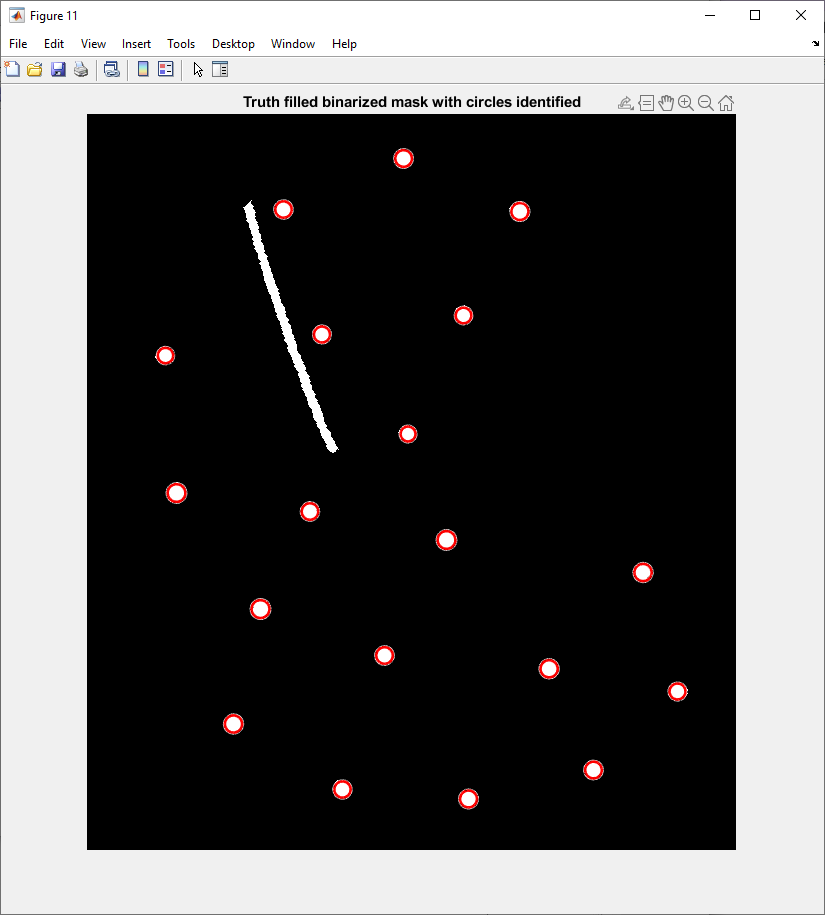 Figure 11
File Edit View Insert Tools Desktop Window Help
Truth filled binarized mask with circles identified